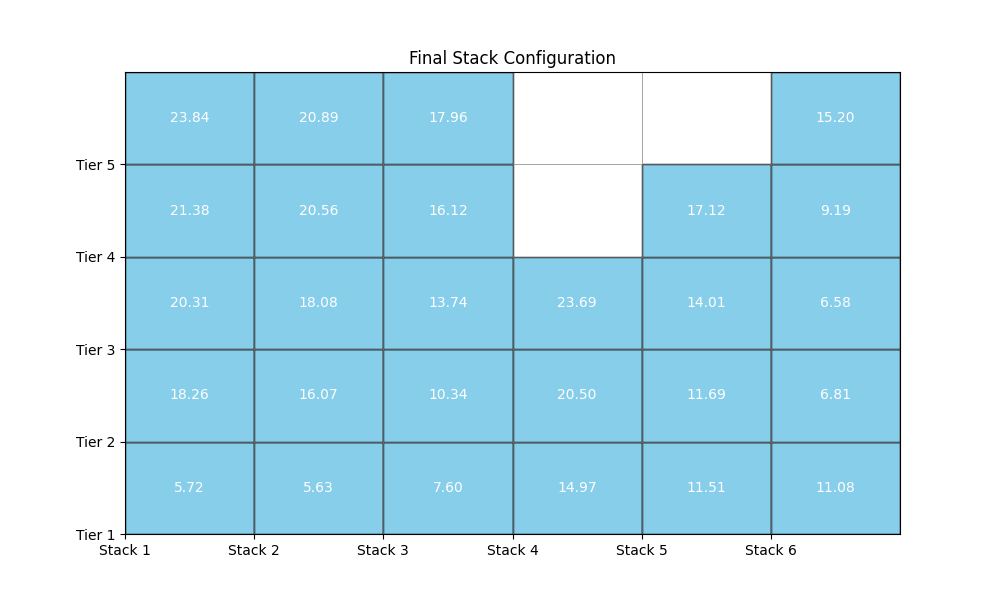 Final Stack Configuration
23.84 20.89 17.96 15.20
Tier 5
21.38 20.56 16.12 17.12 9.19
Tier 4
20.31 18.08 13.74 23.69 14.01 6.58
Tier 3
18.26 16.07 10.34 20.50 11.69 6.81
Tier 2
5.72 5.63 7.60 14.97 11.51 11.08
Tier 1
Stack 1 Stack 2 Stack 3 Stack 4 Stack 5 Stack 6